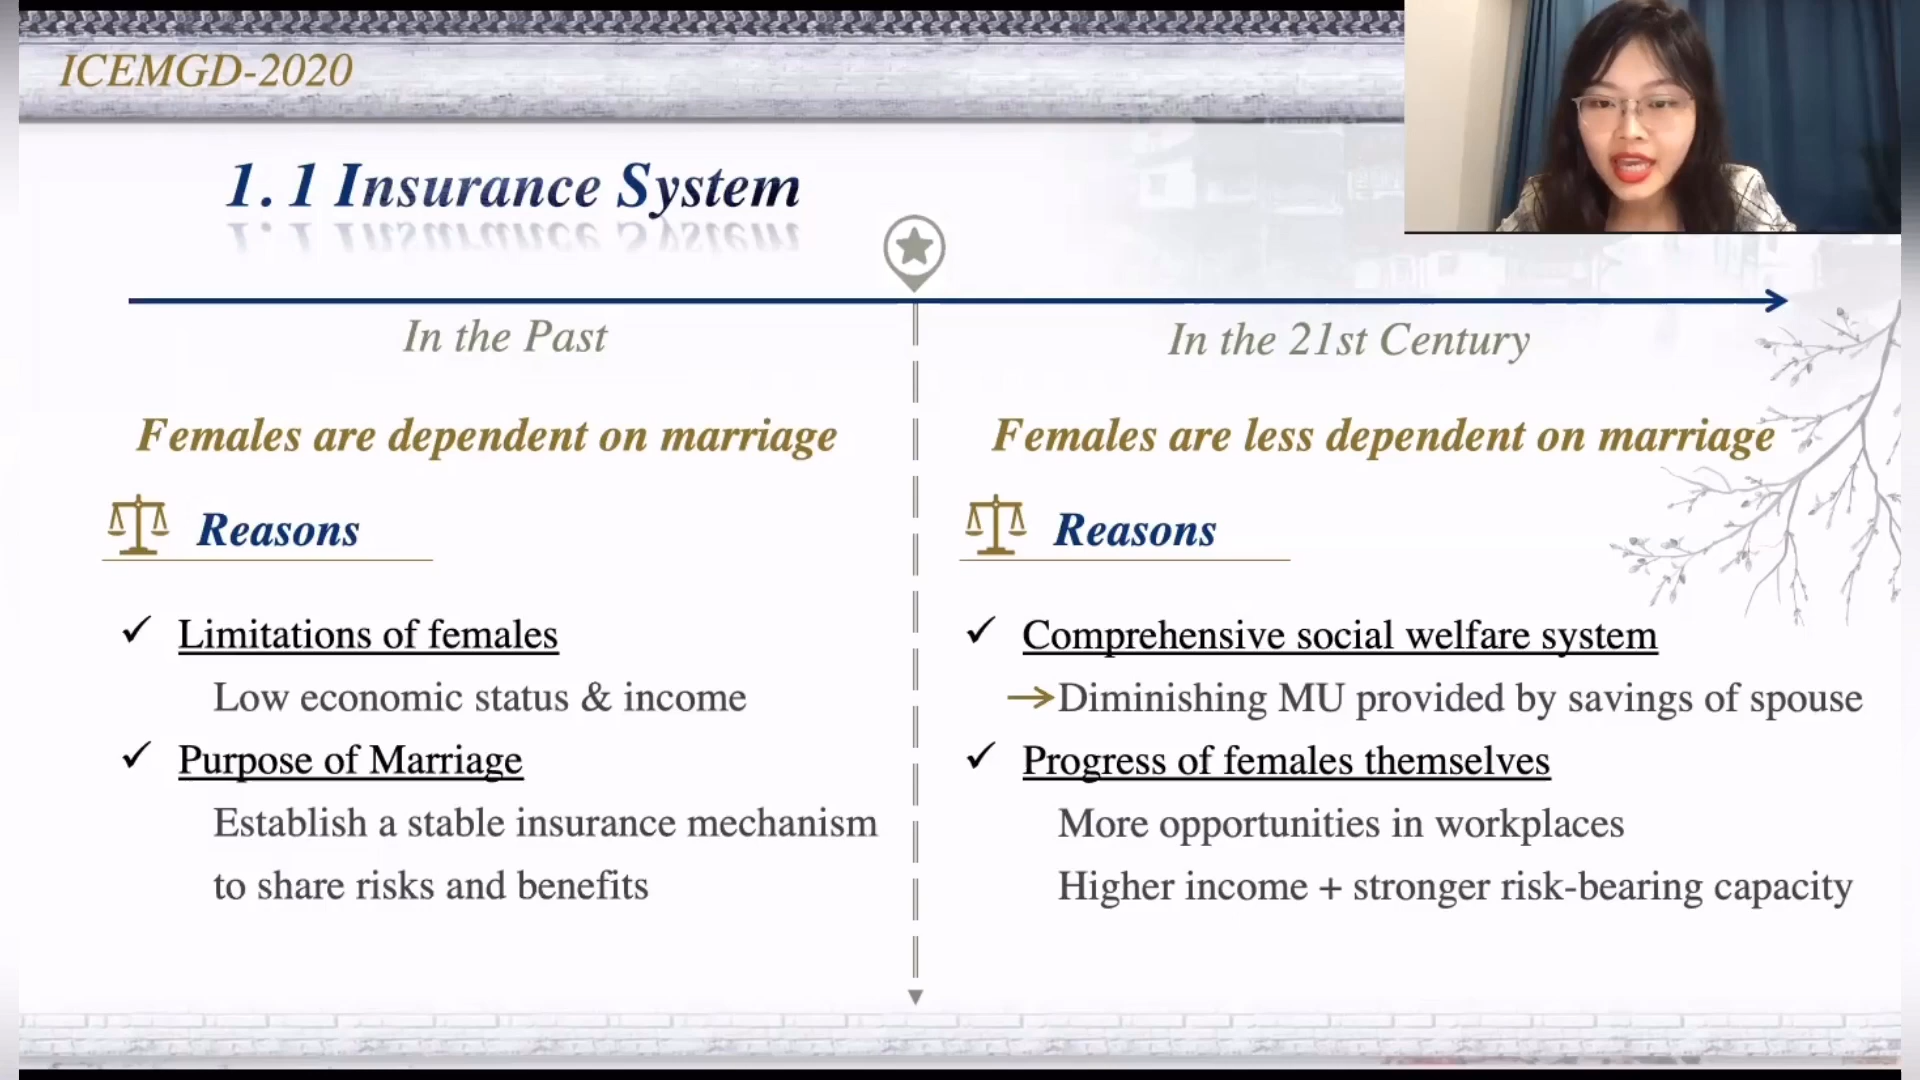 ICEMGD-2020
1.1 Insurance System
In the Past
Females are dependent on marriage
Reasons
✓ Limitations of females
Low economic status & income
✓ Purpose of Marriage
Establish a stable insurance mechanism
to share risks and benefits
In the 21st Century
Females are less dependent on marriage
Reasons
✓ Comprehensive social welfare system
→Diminishing MU provided by savings of spouse
✓ Progress of females themselves
More opportunities in workplaces
Higher income + stronger risk-bearing capacity